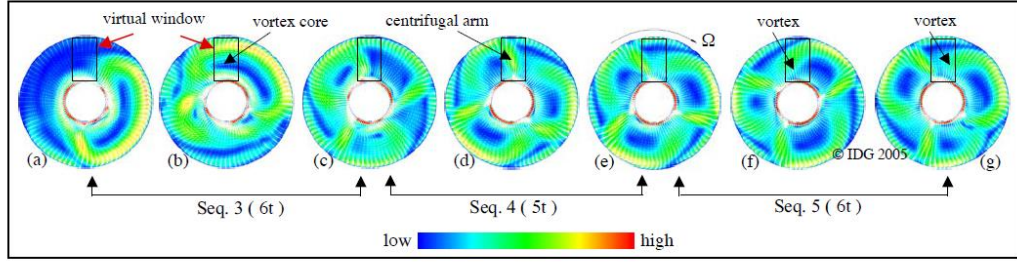 virtual window
vortex core
centrifugal arm
vortex
vortex
Ω
(a)
(b)
(c)
(d)
(e)
(f)
(g)
© IDG 2005
Seq. 3 ( 6t )
Seq. 4 ( 5t )
Seq. 5 ( 6t )
low
high